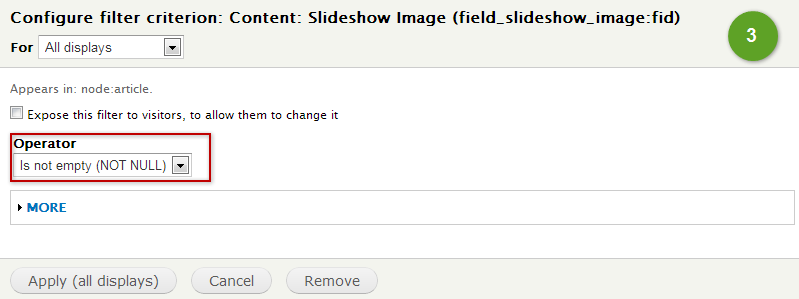 Configure filter criterion: Content: Slideshow Image (field_slideshow_image:fid)
For All displays
3
Appears in: node:article.
Expose this filter to visitors, to allow them to change it
Operator
Is not empty (NOT NULL)
MORE
Apply (all displays) Cancel Remove